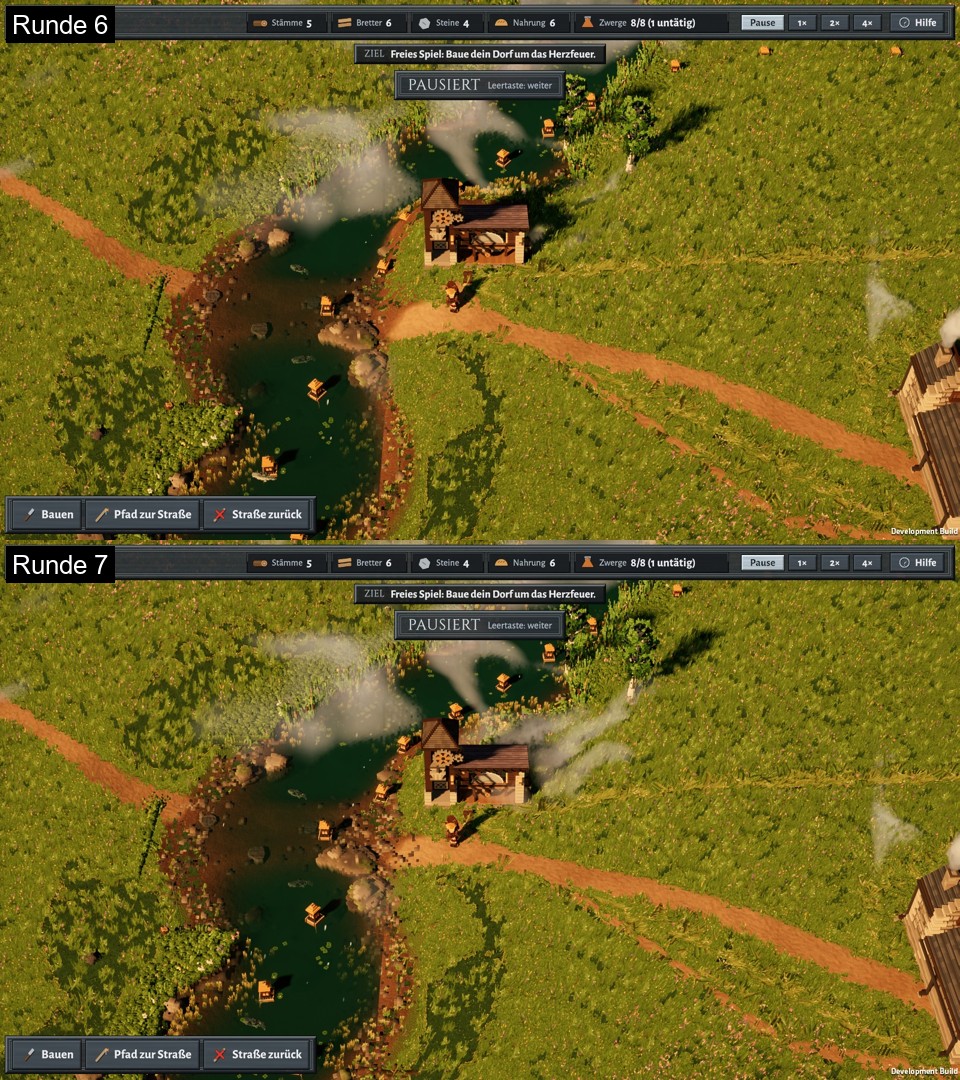 Runde 6
Stämme 5 Bretter 6 Steine 4 Nahrung 6 Zwerge 8/8 (1 untätig) Pause 1× 2× 4× Hilfe
ZIEL Freies Spiel: Baue dein Dorf um das Herzfeuer.
PAUSIERT Leertaste: weiter
Bauen Pfad zur Straße Straße zurück
Development Build
Runde 7
Stämme 5 Bretter 6 Steine 4 Nahrung 6 Zwerge 8/8 (1 untätig) Pause 1× 2× 4× Hilfe
ZIEL Freies Spiel: Baue dein Dorf um das Herzfeuer.
PAUSIERT Leertaste: weiter
Bauen Pfad zur Straße Straße zurück
Development Build